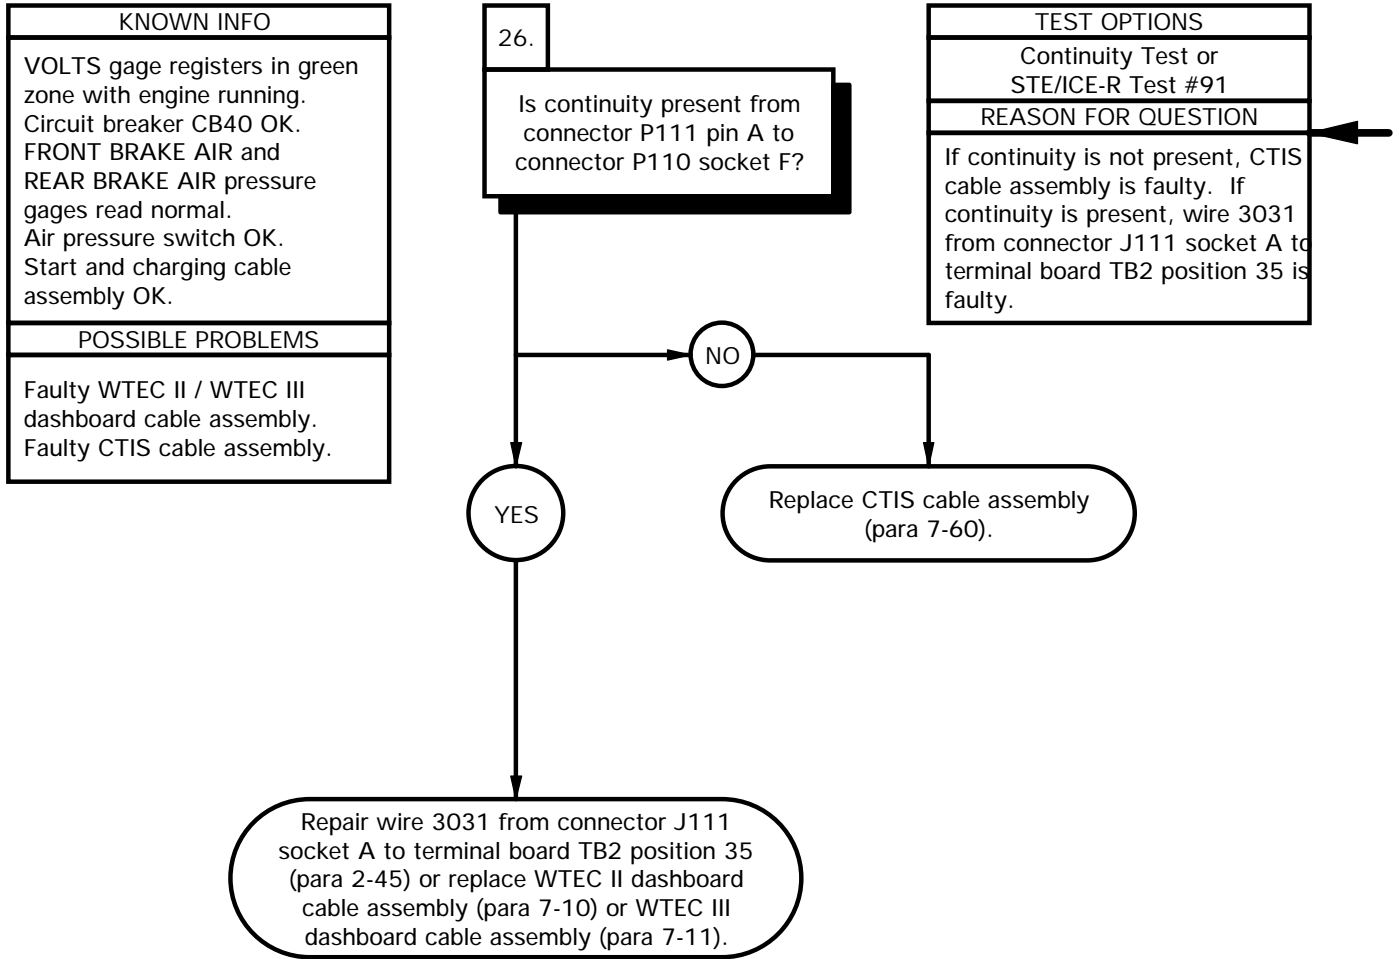 KNOWN INFO
VOLTS gage registers in green
zone with engine running.
Circuit breaker CB40 OK.
FRONT BRAKE AIR and
REAR BRAKE AIR pressure
gages read normal.
Air pressure switch OK.
Start and charging cable
assembly OK.
POSSIBLE PROBLEMS
Faulty WTEC II / WTEC III
dashboard cable assembly.
Faulty CTIS cable assembly.
26.
Is continuity present from
connector P111 pin A to
connector P110 socket F?
TEST OPTIONS
Continuity Test or
STE/ICE-R Test #91
REASON FOR QUESTION
If continuity is not present, CTIS
cable assembly is faulty.  If
continuity is present, wire 3031
from connector J111 socket A to
terminal board TB2 position 35 is
faulty.
NO
YES
Replace CTIS cable assembly
(para 7-60).
Repair wire 3031 from connector J111
socket A to terminal board TB2 position 35
(para 2-45) or replace WTEC II dashboard
cable assembly (para 7-10) or WTEC III
dashboard cable assembly (para 7-11).